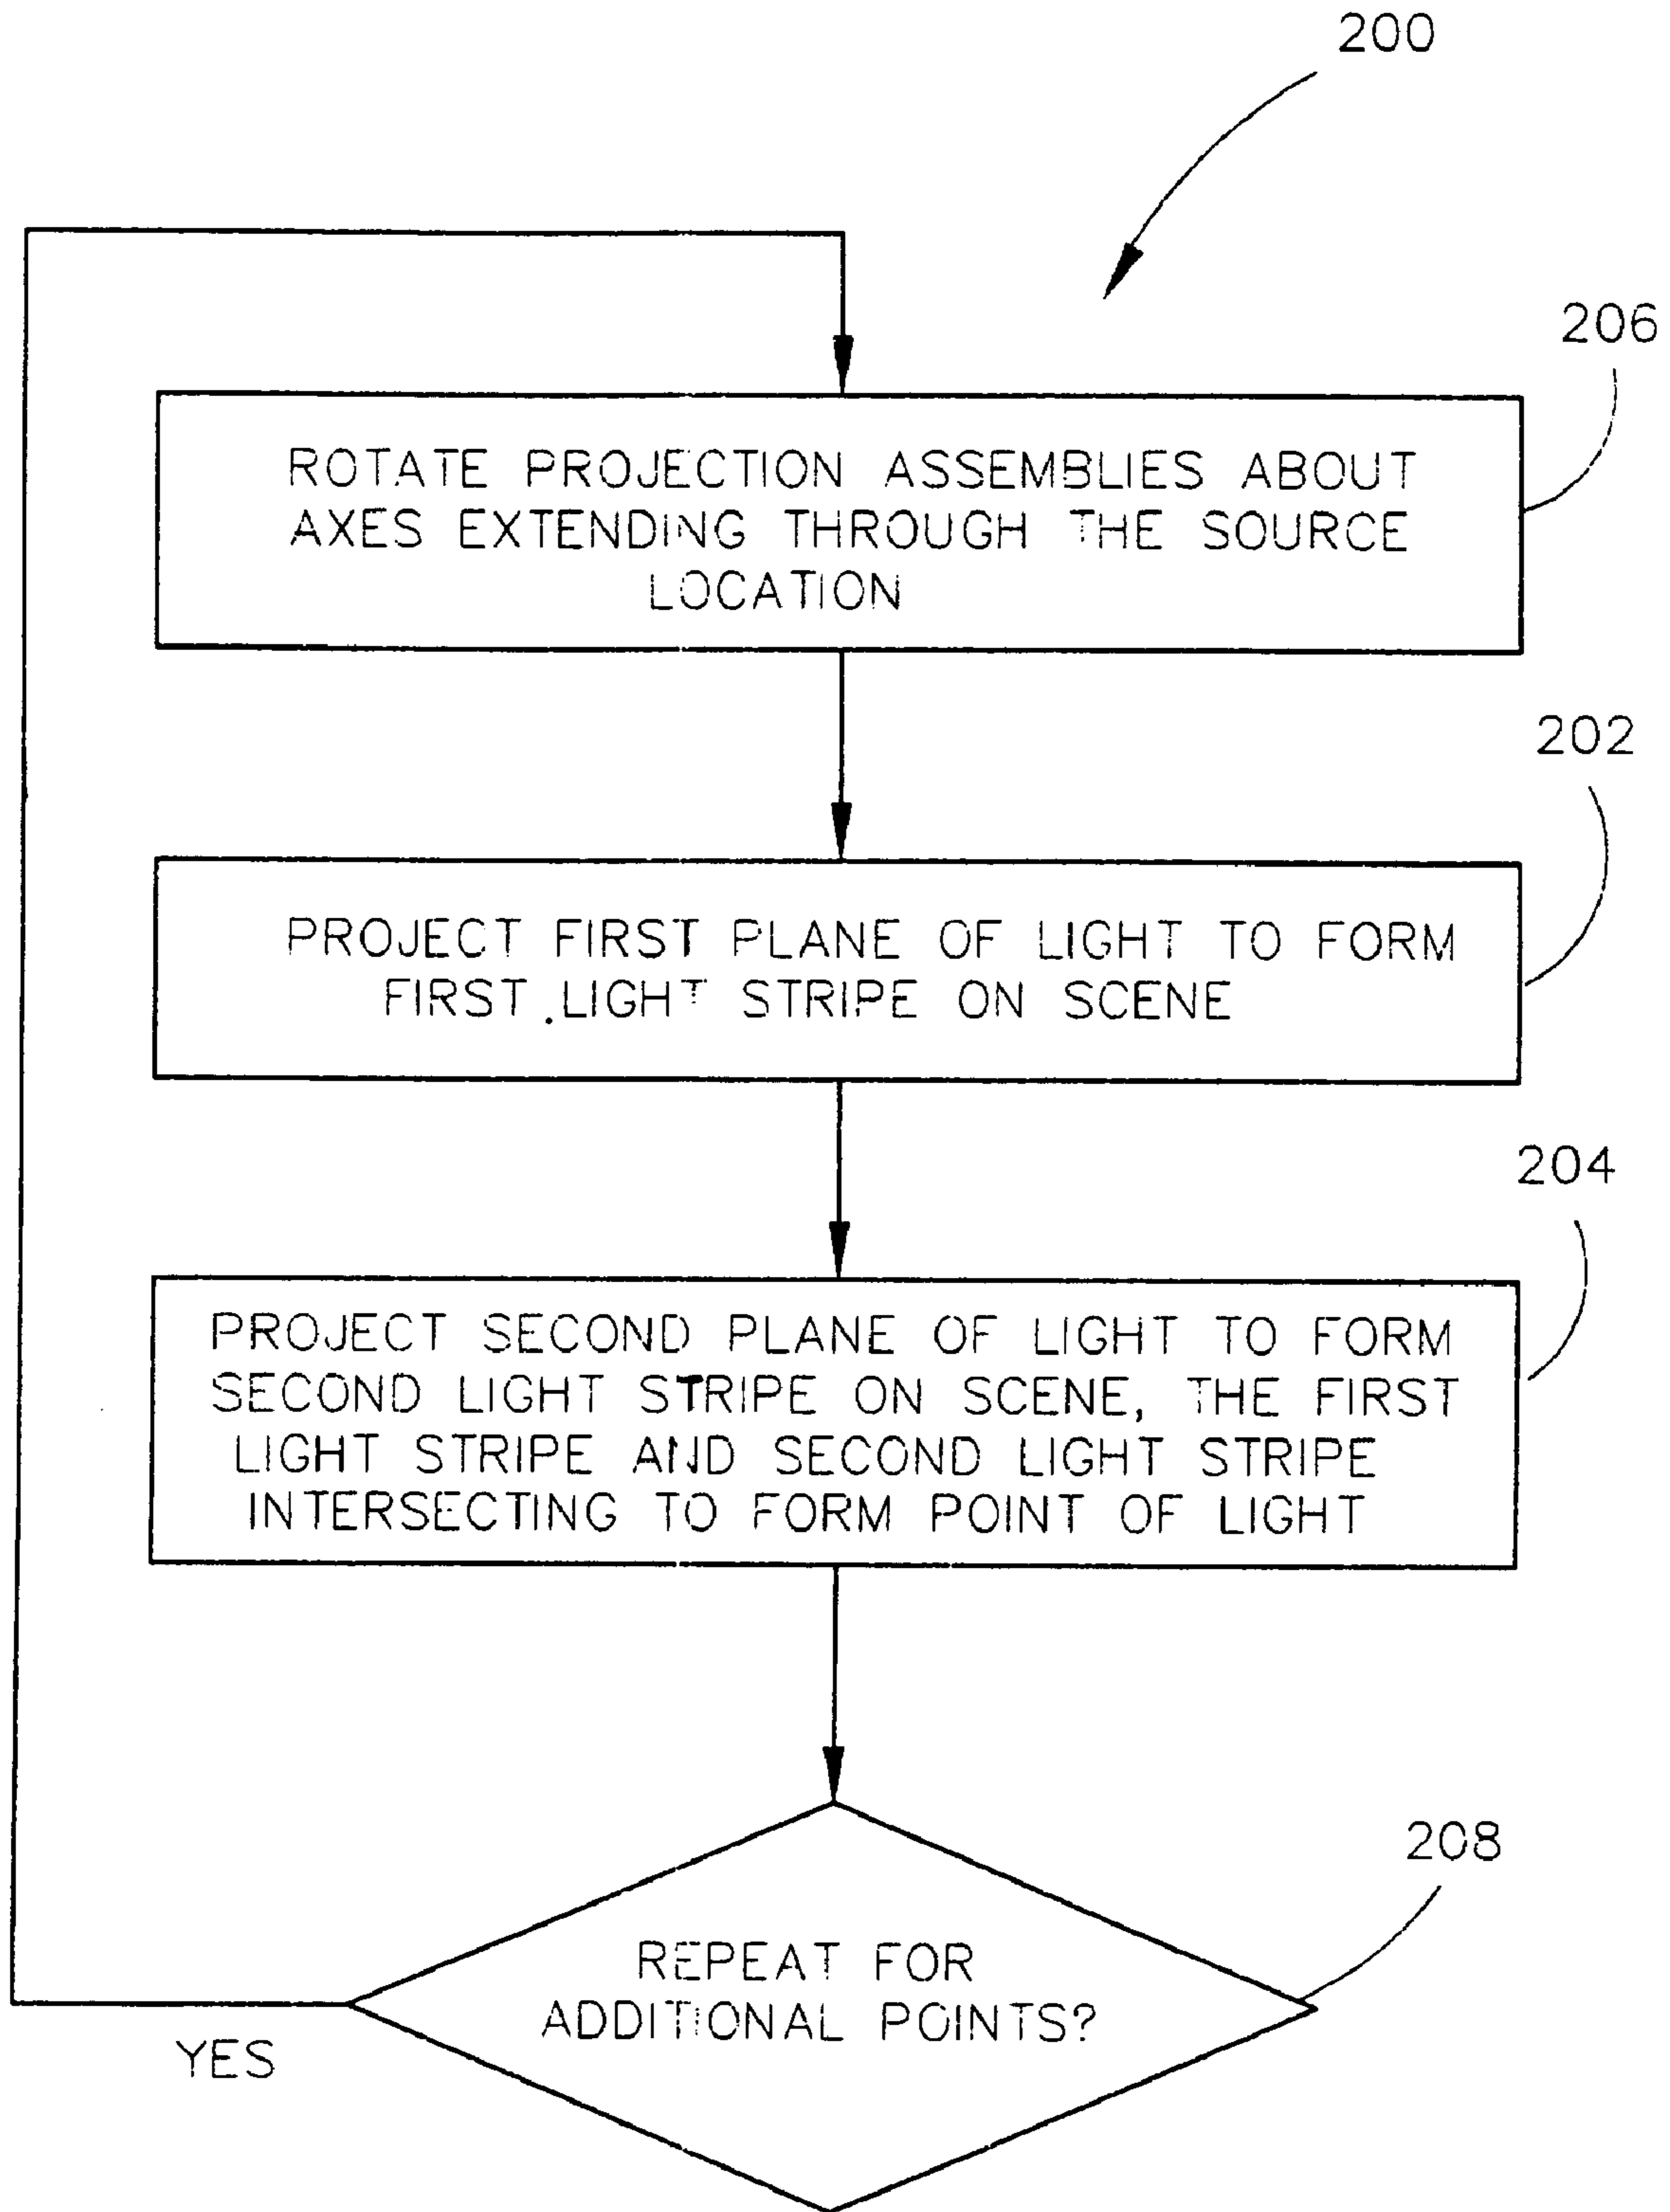 200
206
ROTATE PROJECTION ASSEMBLIES ABOUT
AXES EXTENDING THROUGH THE SOURCE
LOCATION
202
PROJECT FIRST PLANE OF LIGHT TO FORM
FIRST LIGHT STRIPE ON SCENE
204
PROJECT SECOND PLANE OF LIGHT TO FORM
SECOND LIGHT STRIPE ON SCENE, THE FIRST
LIGHT STRIPE AND SECOND LIGHT STRIPE
INTERSECTING TO FORM POINT OF LIGHT
208
REPEAT FOR
ADDITIONAL POINTS?
YES